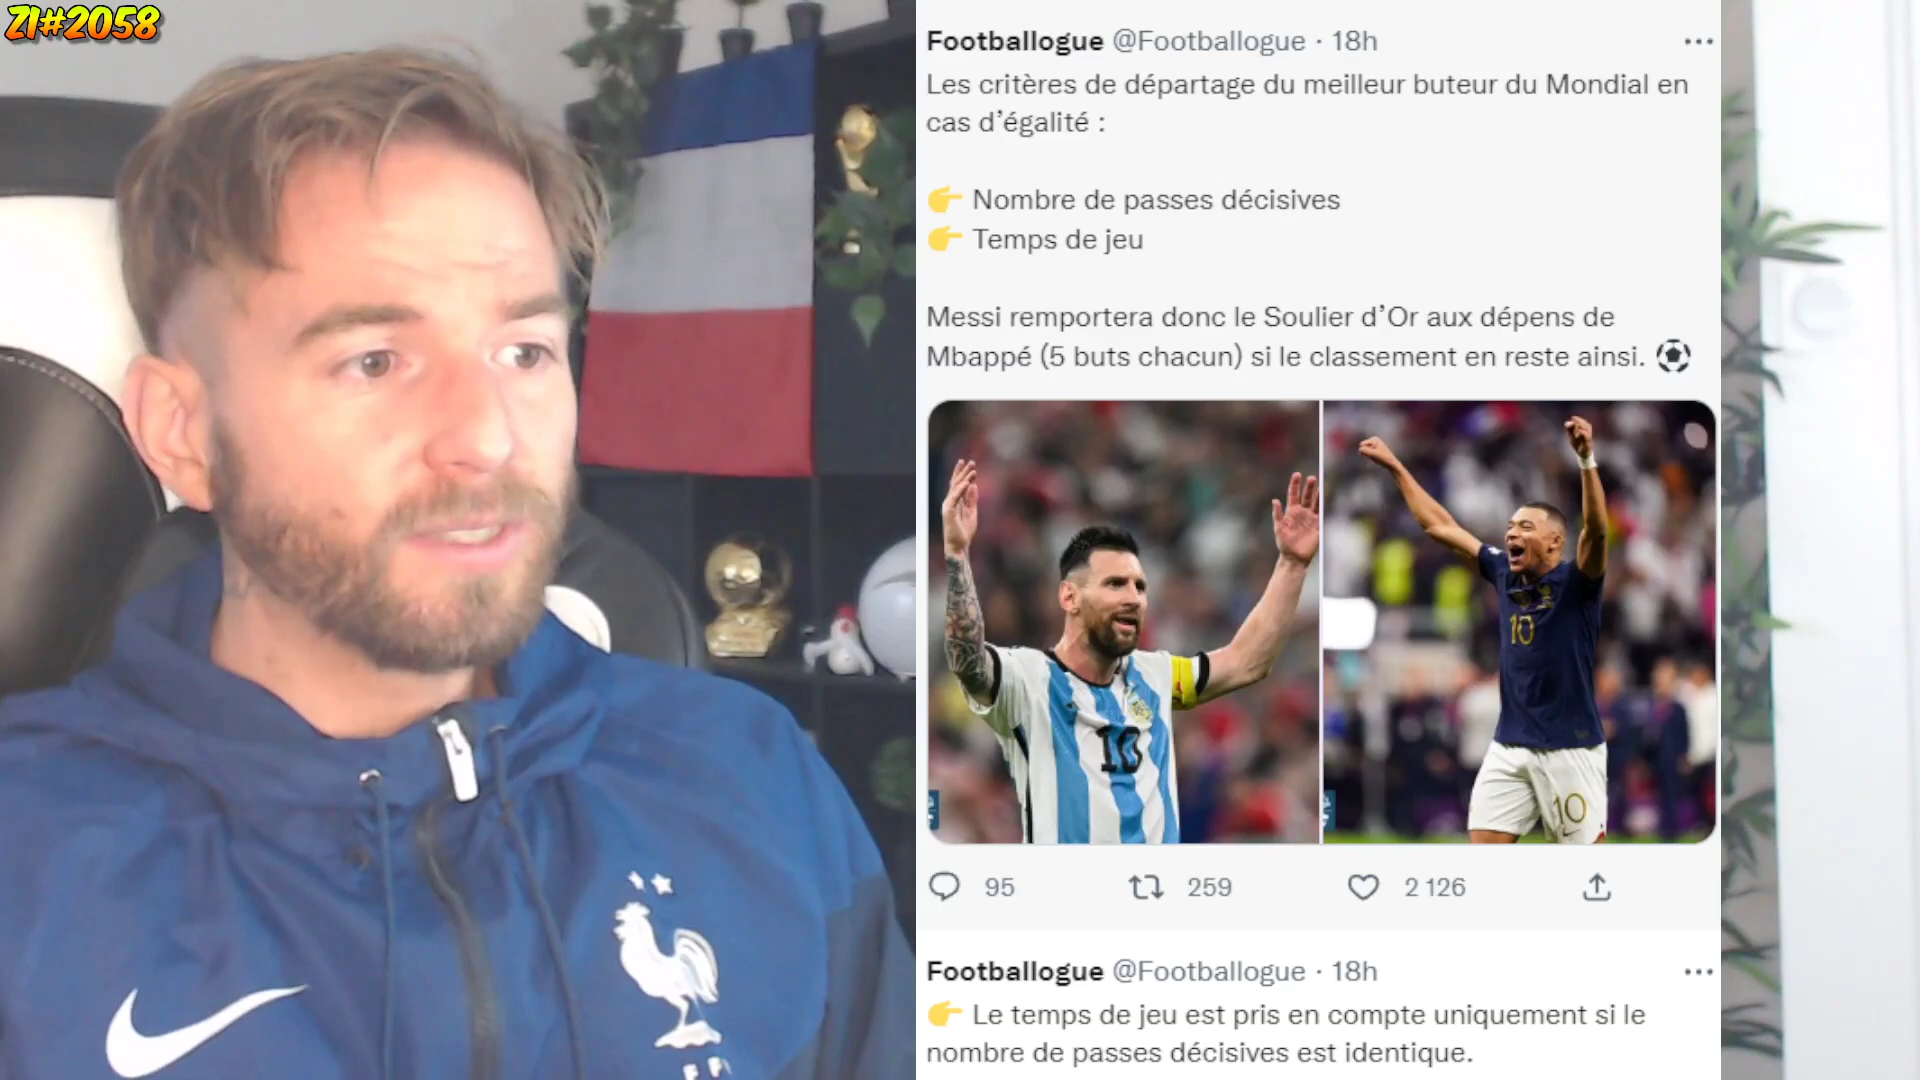 ZI#2058
Footballogue @Footballogue · 18h
Les critères de départage du meilleur buteur du Mondial en
cas d’égalité :
👉 Nombre de passes décisives
👉 Temps de jeu
Messi remportera donc le Soulier d’Or aux dépens de
Mbappé (5 buts chacun) si le classement en reste ainsi. ⚽
10
10
10
95 259 2 126
Footballogue @Footballogue · 18h
👉 Le temps de jeu est pris en compte uniquement si le
nombre de passes décisives est identique.